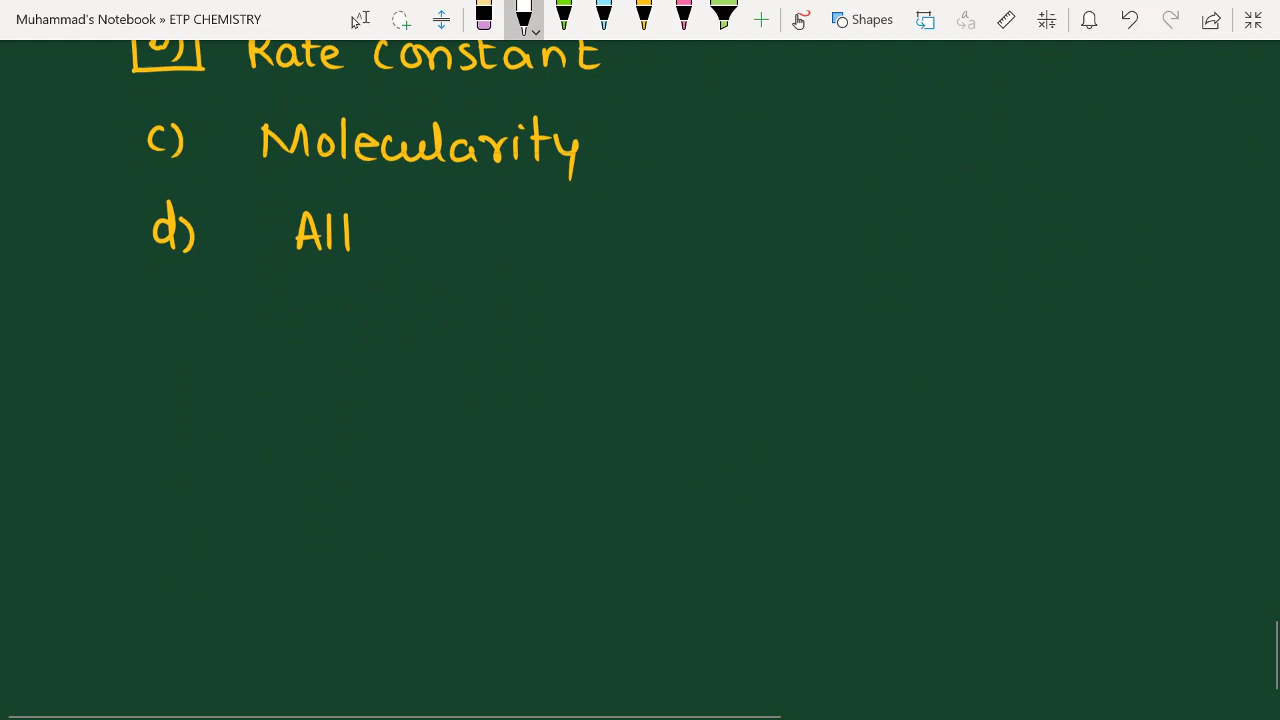 Muhammad's Notebook » ETP CHEMISTRY
Shapes
Rate Constant
c) Molecularity
d) All